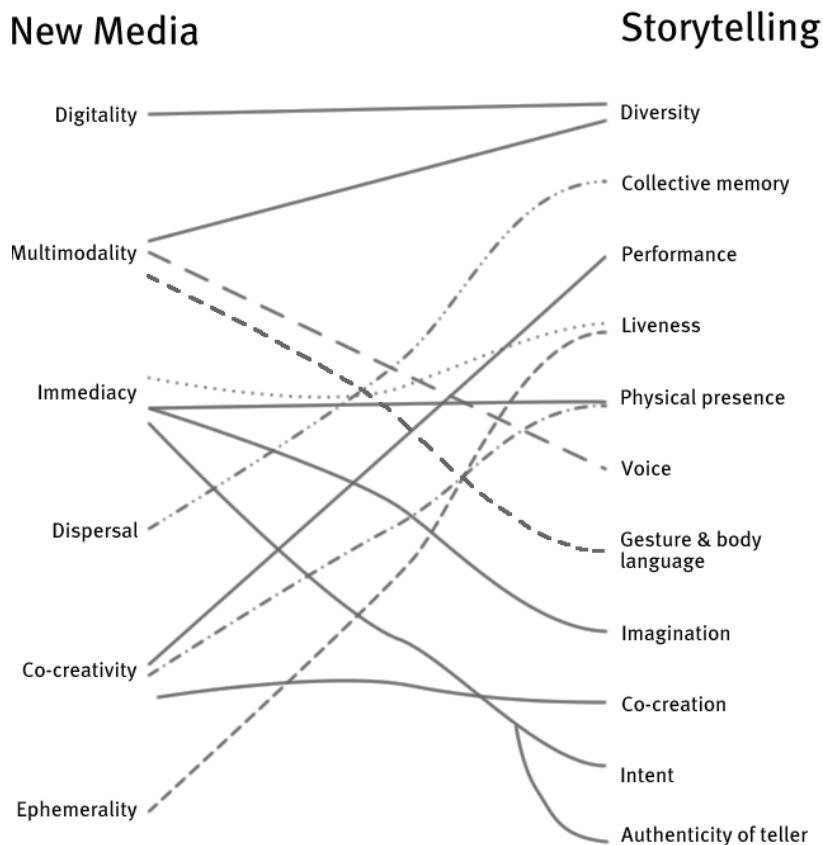 New Media
Digitality
Multimodality
Immediacy
Dispersal
Co-creativity
Ephemerality
Storytelling
Diversity
Collective memory
Performance
Liveness
Physical presence
Voice
Gesture & body
language
Imagination
Co-creation
Intent
Authenticity of teller